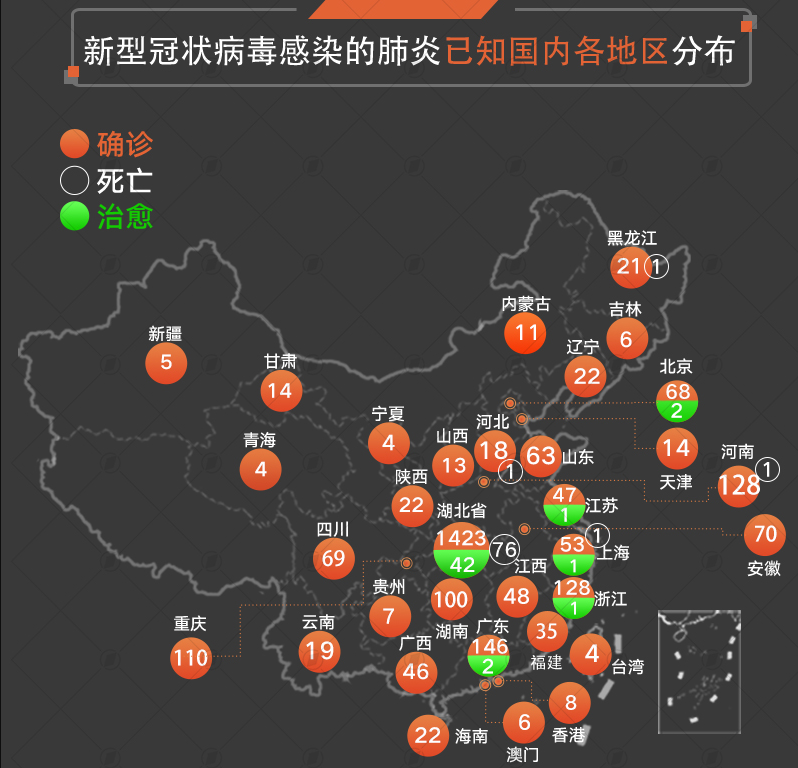 新型冠状病毒感染的肺炎已知国内各地区分布
确诊
死亡
治愈
黑龙江
21 1
内蒙古
11
吉林
6
新疆
5
甘肃
14
辽宁
22
北京
68
2
宁夏
4
河北
18
1
山西
13
63 山东
14
天津
河南
128 1
青海
4
陕西
22
47 江苏
1
湖北省
1423 76
42
1
53 上海
1
70
安徽
四川
69
江西
48
128 浙江
1
贵州
7
100
湖南
重庆
110
云南
19
广西
46
广东
146
2
35
福建
4 台湾
8
香港
6
澳门
22 海南